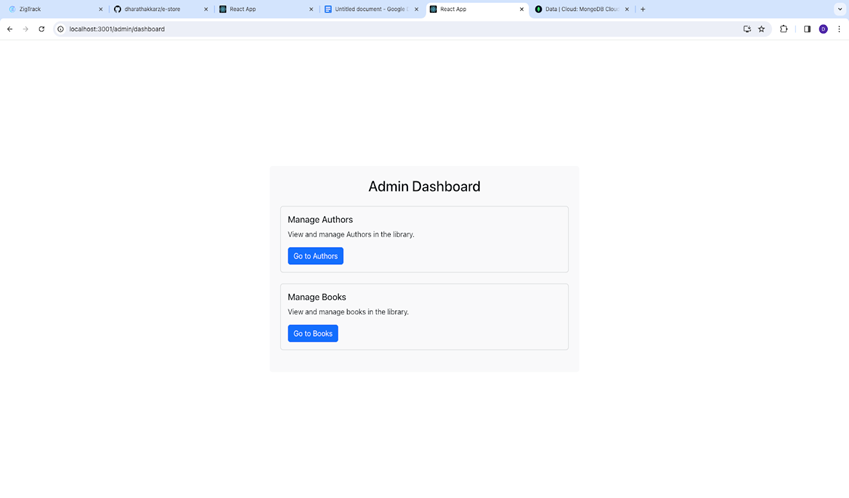 ZigTrack
dharathakkarz/e-store
React App
Untitled document - Google
React App
Data | Cloud: MongoDB Clou
localhost:3001/admin/dashboard
D
Admin Dashboard
Manage Authors
View and manage Authors in the library.
Go to Authors
Manage Books
View and manage books in the library.
Go to Books